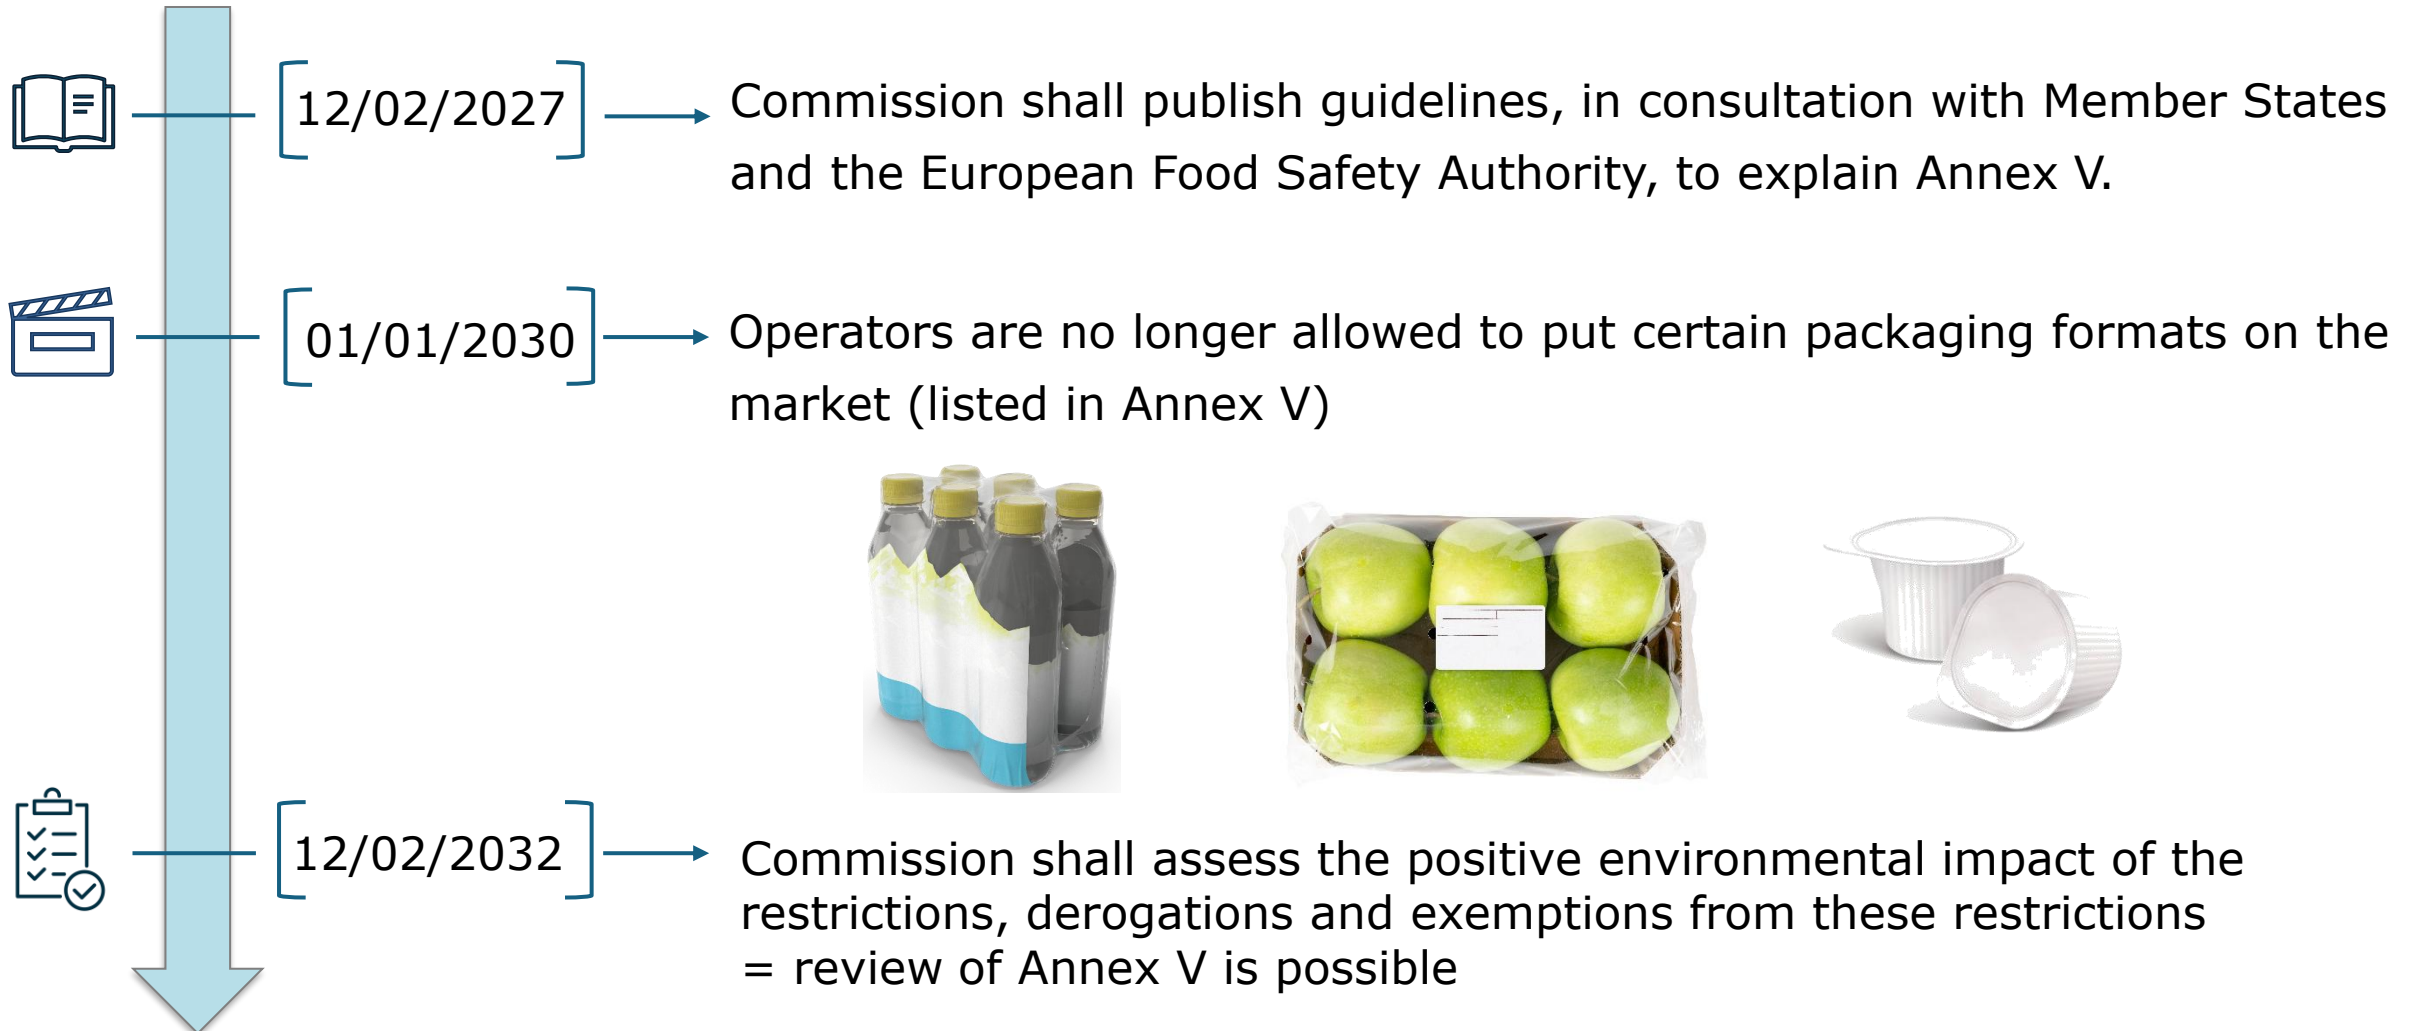 12/02/2027
Commission shall publish guidelines, in consultation with Member States
and the European Food Safety Authority, to explain Annex V.
01/01/2030
Operators are no longer allowed to put certain packaging formats on the
market (listed in Annex V)
12/02/2032
Commission shall assess the positive environmental impact of the
restrictions, derogations and exemptions from these restrictions
= review of Annex V is possible